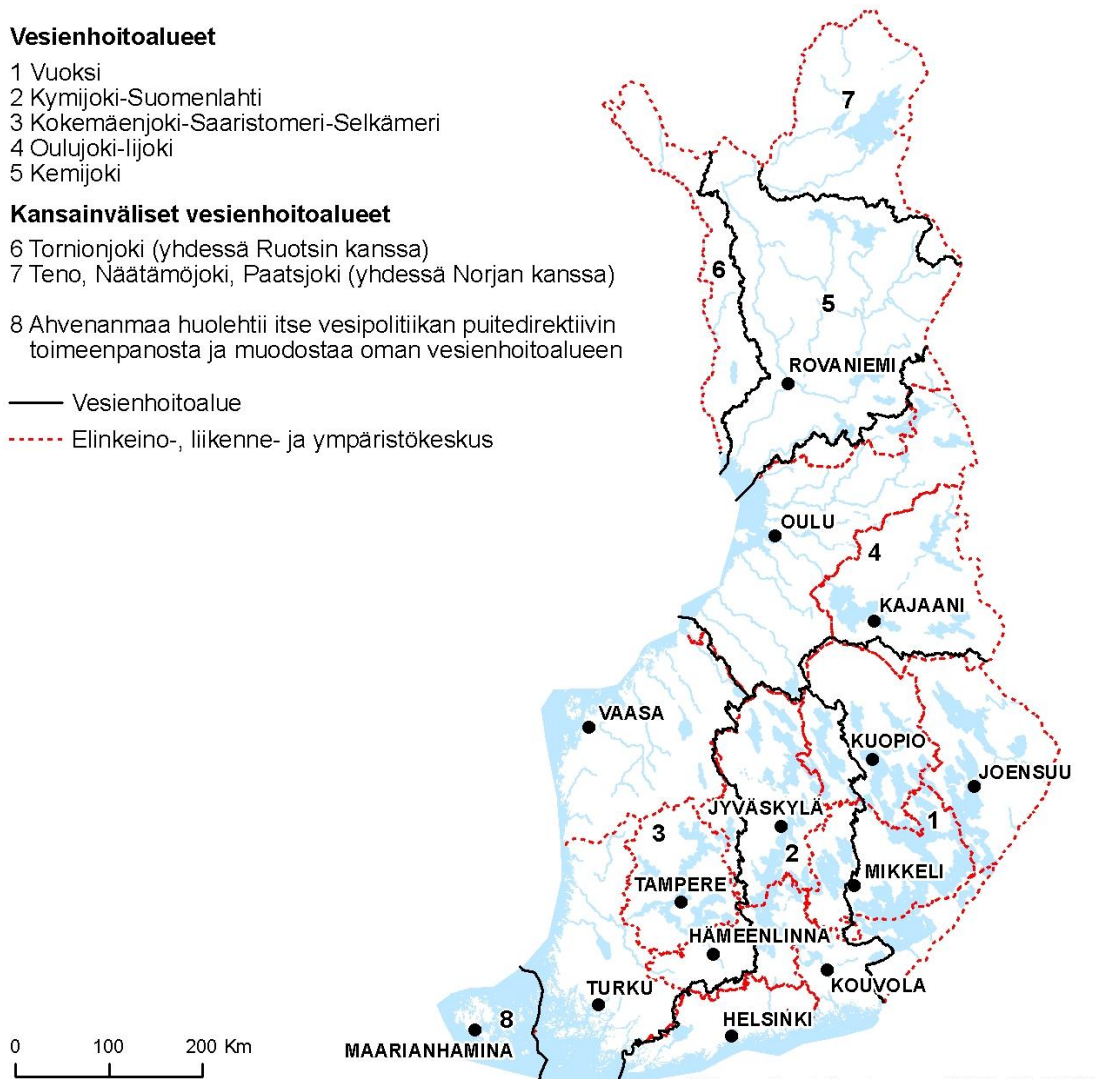 Vesienhoitoalueet
1 Vuoksi
2 Kymijoki-Suomenlahti
3 Kokemäenjoki-Saaristomeri-Selkämeri
4 Oulujoki-Iijoki
5 Kemijoki
Kansainväliset vesienhoitoalueet
6 Tornionjoki (yhdessä Ruotsin kanssa)
7 Teno, Näätämöjoki, Paatsjoki (yhdessä Norjan kanssa)
8 Ahvenanmaa huolehtii itse vesipolitiikan puitedirektiivin
toimeenpanosta ja muodostaa oman vesienhoitoalueen
Vesienhoitoalue
Elinkeino-, liikenne- ja ympäristökeskus
7
6
5
ROVANIEMI
OULU
4
KAJAANI
VAASA
KUOPIO
JOENSUU
JYVÄSKYLÄ
3
1
2
MIKKELI
TAMPERE
HÄMEENLINNA
KOUVOLA
TURKU
HELSINKI
8
MAARIANHAMINA
0 100 200 Km